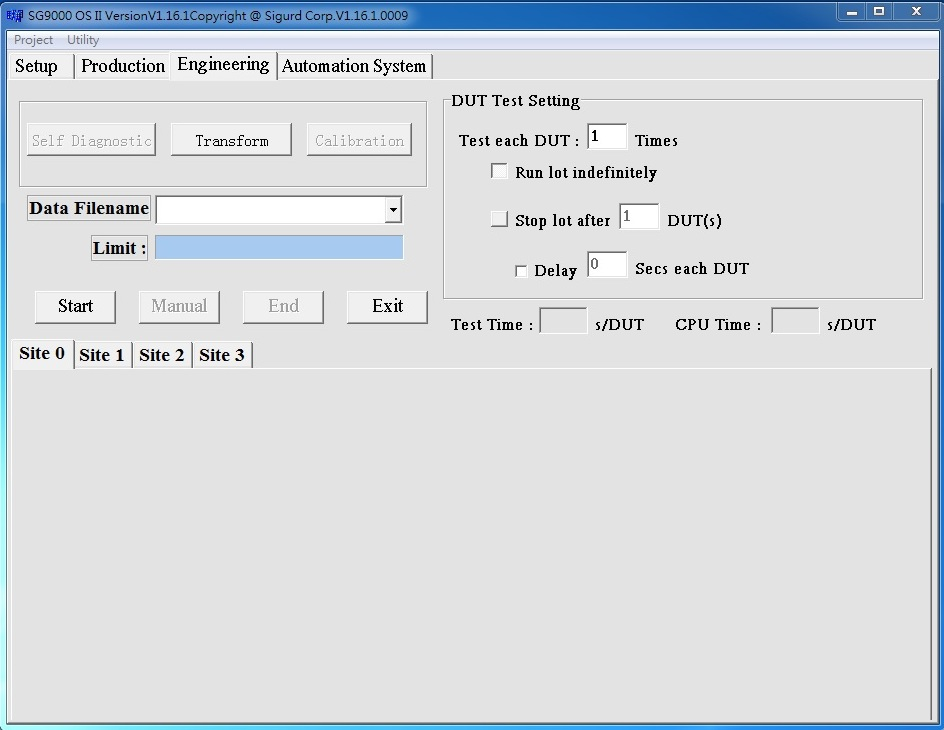 SG9000 OS II VersionV1.16.1Copyright @ Sigurd Corp.V1.16.1.0009
Project Utility
Setup Production Engineering Automation System
Self Diagnostic Transform Calibration
Data Filename
Limit :
Start Manual End Exit
DUT Test Setting
Test each DUT : 1 Times
Run lot indefinitely
Stop lot after 1 DUT(s)
Delay 0 Secs each DUT
Test Time : s/DUT CPU Time : s/DUT
Site 0 Site 1 Site 2 Site 3